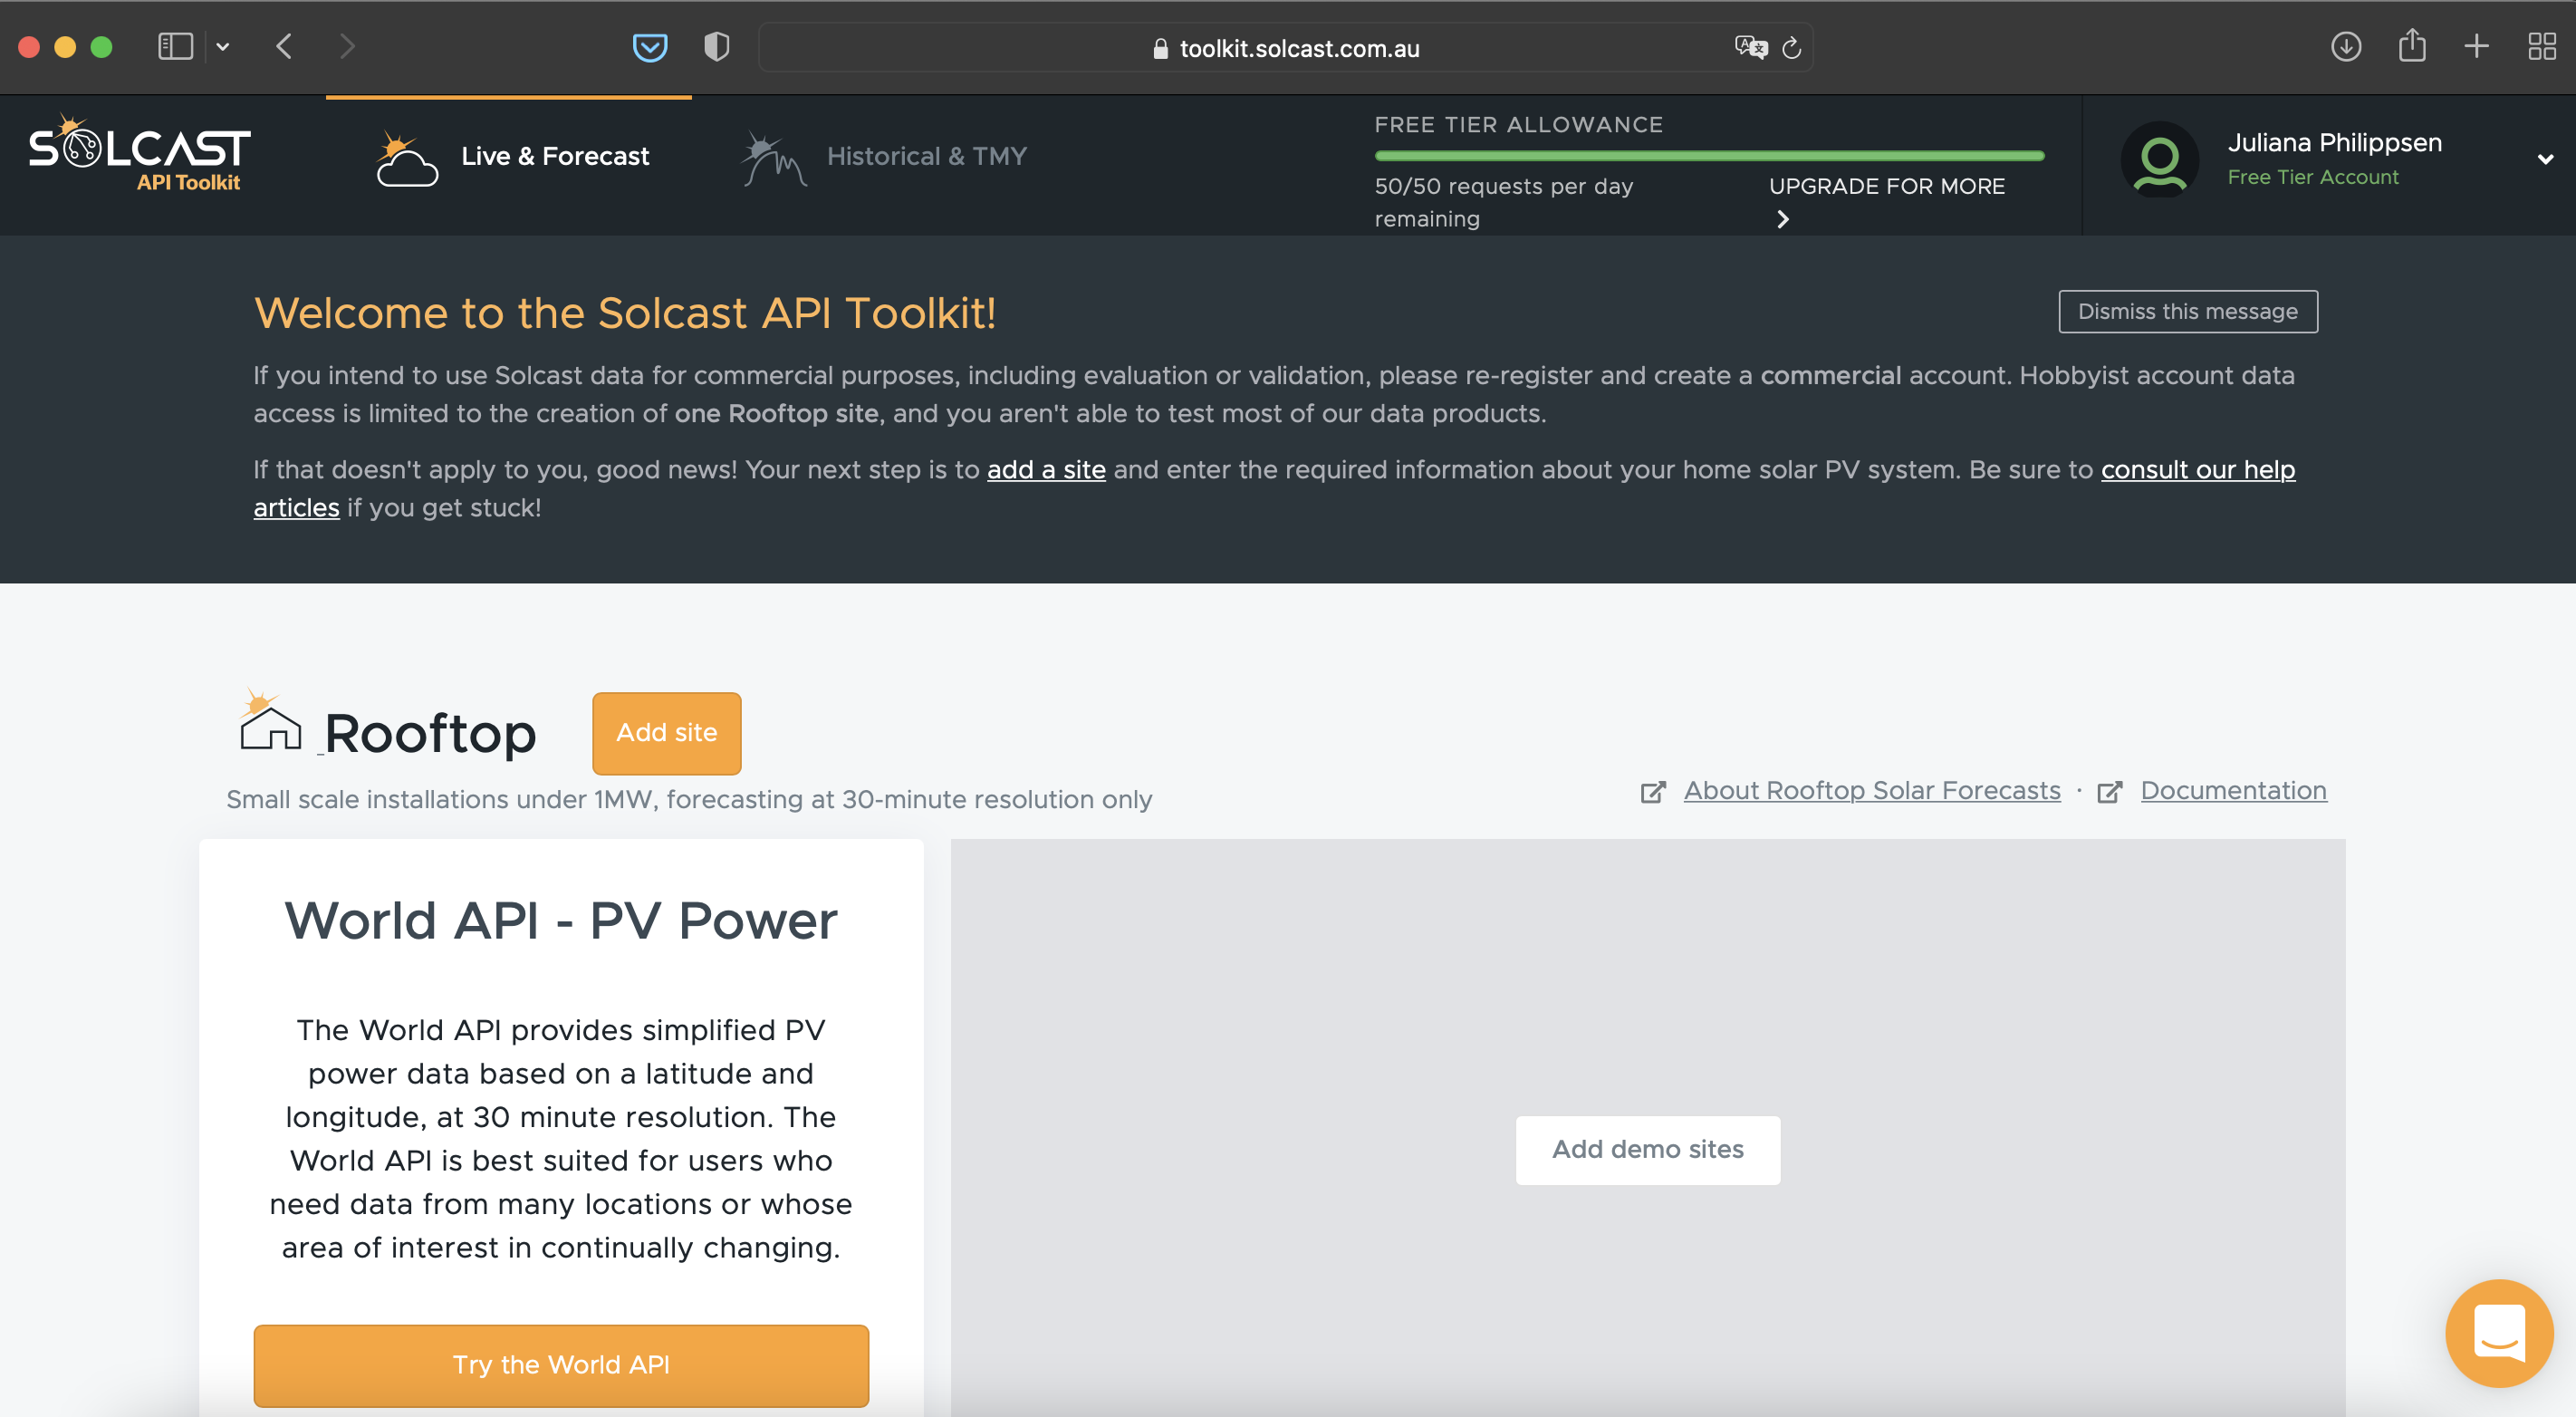 toolkit.solcast.com.au
SOLCAST
API Toolkit
Live & Forecast
Historical & TMY
FREE TIER ALLOWANCE
50/50 requests per day
remaining
UPGRADE FOR MORE
Juliana Philippsen
Free Tier Account
Welcome to the Solcast API Toolkit!
Dismiss this message
If you intend to use Solcast data for commercial purposes, including evaluation or validation, please re-register and create a commercial account. Hobbyist account data
access is limited to the creation of one Rooftop site, and you aren't able to test most of our data products.
If that doesn't apply to you, good news! Your next step is to add a site and enter the required information about your home solar PV system. Be sure to consult our help
articles if you get stuck!
Rooftop
Add site
Small scale installations under 1MW, forecasting at 30-minute resolution only
About Rooftop Solar Forecasts · Documentation
World API - PV Power
The World API provides simplified PV
power data based on a latitude and
longitude, at 30 minute resolution. The
World API is best suited for users who
need data from many locations or whose
area of interest in continually changing.
Try the World API
Add demo sites